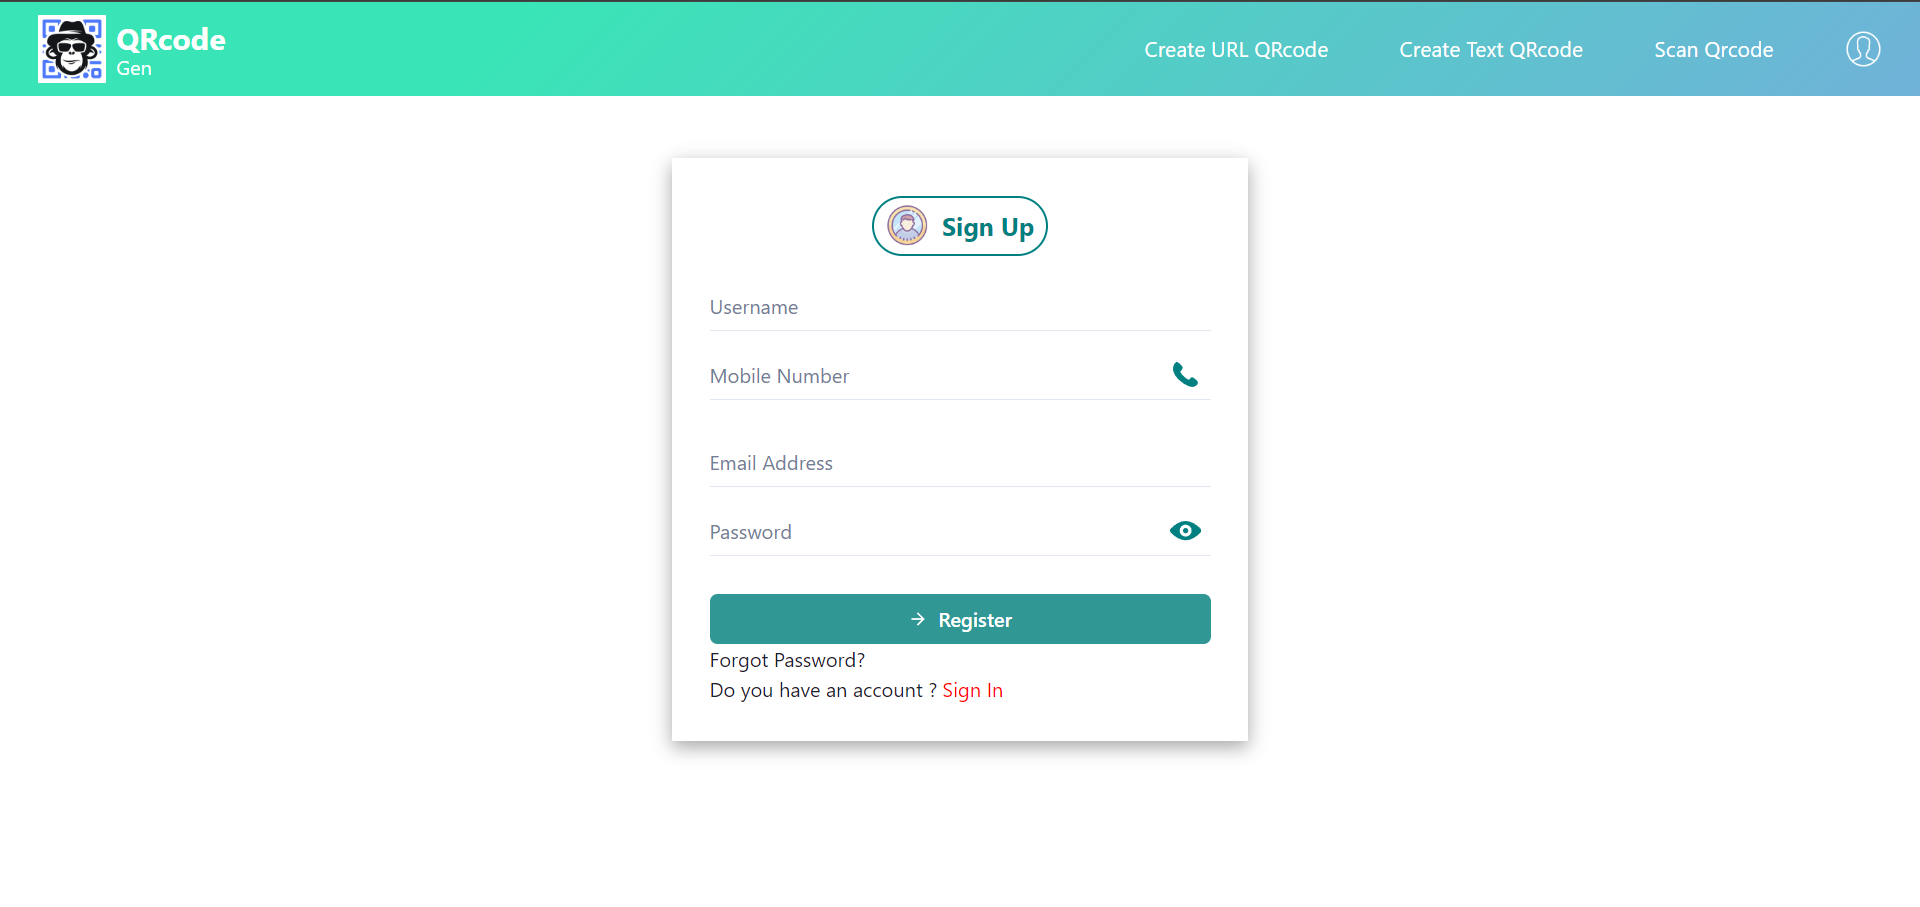 QRcode
Gen
Create URL QRcode
Create Text QRcode
Scan Qrcode
Sign Up
Username
Mobile Number
Email Address
Password
→ Register
Forgot Password?
Do you have an account ? Sign In